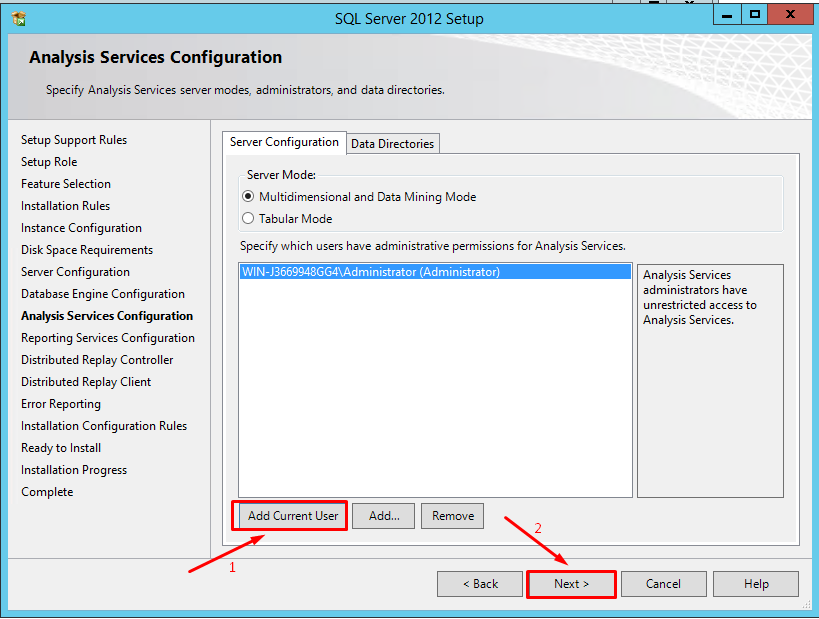 SQL Server 2012 Setup
Analysis Services Configuration
Specify Analysis Services server modes, administrators, and data directories.
Setup Support Rules
Setup Role
Feature Selection
Installation Rules
Instance Configuration
Disk Space Requirements
Server Configuration
Database Engine Configuration
Analysis Services Configuration
Reporting Services Configuration
Distributed Replay Controller
Distributed Replay Client
Error Reporting
Installation Configuration Rules
Ready to Install
Installation Progress
Complete
Server Configuration
Data Directories
Server Mode:
Multidimensional and Data Mining Mode
Tabular Mode
Specify which users have administrative permissions for Analysis Services.
WIN-J3669948GG4\Administrator (Administrator)
Analysis Services
administrators have
unrestricted access to
Analysis Services.
Add Current User
Add...
Remove
1
2
< Back
Next >
Cancel
Help